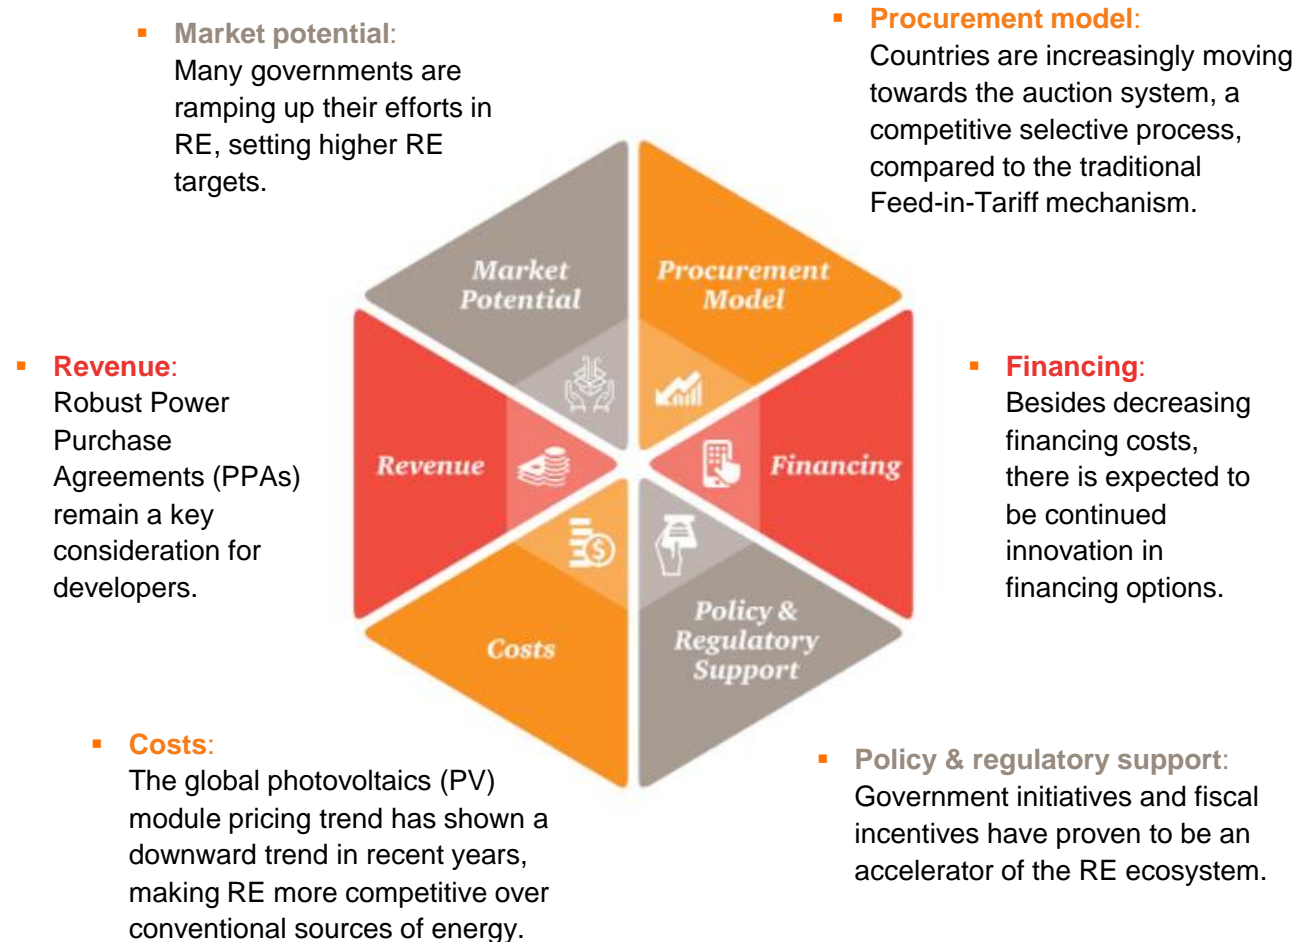 ▪ Market potential:
Many governments are
ramping up their efforts in
RE, setting higher RE
targets.
▪ Procurement model:
Countries are increasingly moving
towards the auction system, a
competitive selective process,
compared to the traditional
Feed-in-Tariff mechanism.
Market
Potential
Procurement
Model
▪ Revenue:
Robust Power
Purchase
Agreements (PPAs)
remain a key
consideration for
developers.
Revenue
Financing
▪ Financing:
Besides decreasing
financing costs,
there is expected to
be continued
innovation in
financing options.
$
Costs
Policy &
Regulatory
Support
▪ Costs:
The global photovoltaics (PV)
module pricing trend has shown a
downward trend in recent years,
making RE more competitive over
conventional sources of energy.
▪ Policy & regulatory support:
Government initiatives and fiscal
incentives have proven to be an
accelerator of the RE ecosystem.